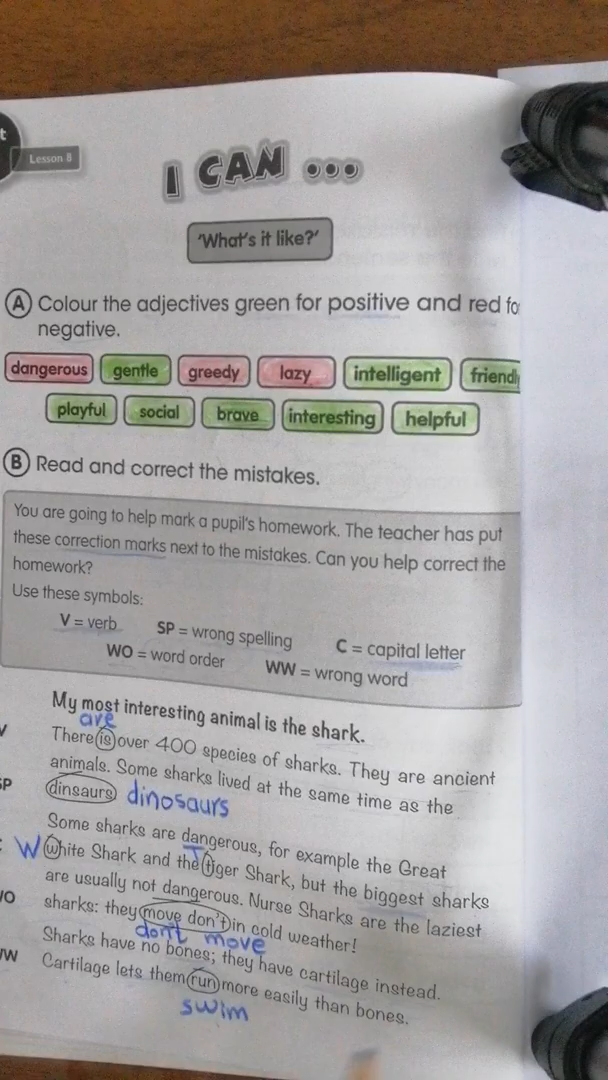 t
Lesson 8
I CAN ...
'What's it like?'
A Colour the adjectives green for positive and red fo
negative.
dangerous gentle greedy lazy intelligent friendly
playful social brave interesting helpful
B Read and correct the mistakes.
You are going to help mark a pupil's homework. The teacher has put
these correction marks next to the mistakes. Can you help correct the
homework?
Use these symbols:
V = verb SP = wrong spelling C = capital letter
WO = word order WW = wrong word
My most interesting animal is the shark.
are
V There is over 400 species of sharks. They are ancient
animals. Some sharks lived at the same time as the
SP dinsaurs dinosaurs
Some sharks are dangerous, for example the Great
W white Shark and the T tiger Shark, but the biggest sharks
are usually not dangerous. Nurse Sharks are the laziest
WO sharks: they move don't in cold weather!
don't move
Sharks have no bones; they have cartilage instead.
WW Cartilage lets them run more easily than bones.
swim